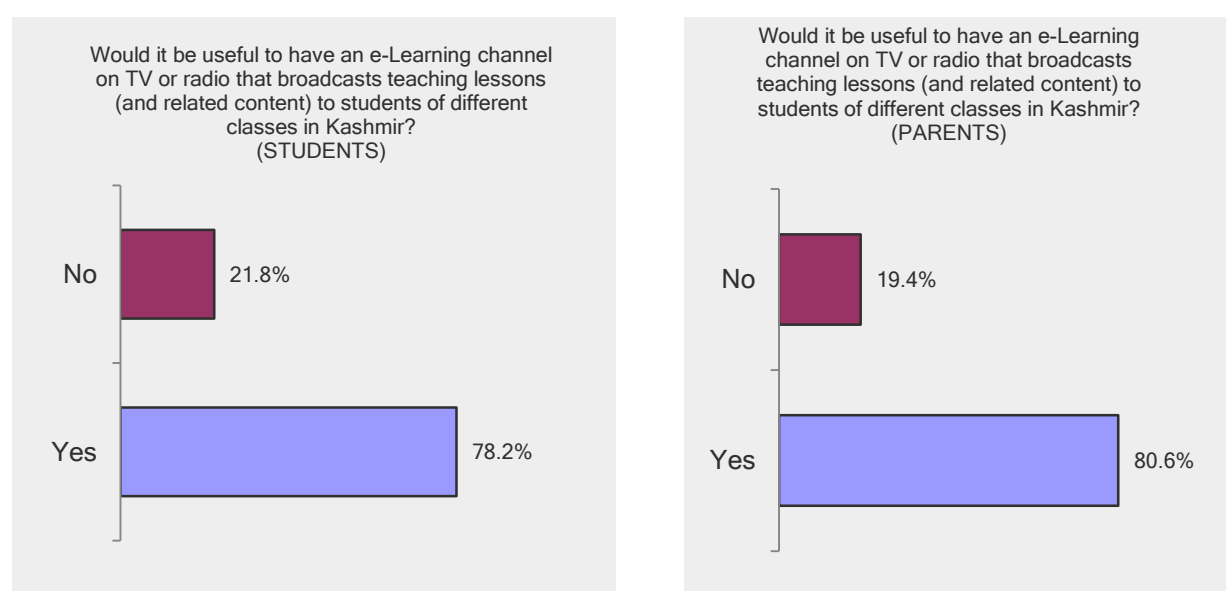 Would it be useful to have an e-Learning channel
on TV or radio that broadcasts teaching lessons
(and related content) to students of different
classes in Kashmir?
(STUDENTS)
No
21.8%
Yes
78.2%
Would it be useful to have an e-Learning
channel on TV or radio that broadcasts
teaching lessons (and related content) to
students of different classes in Kashmir?
(PARENTS)
No
19.4%
Yes
80.6%